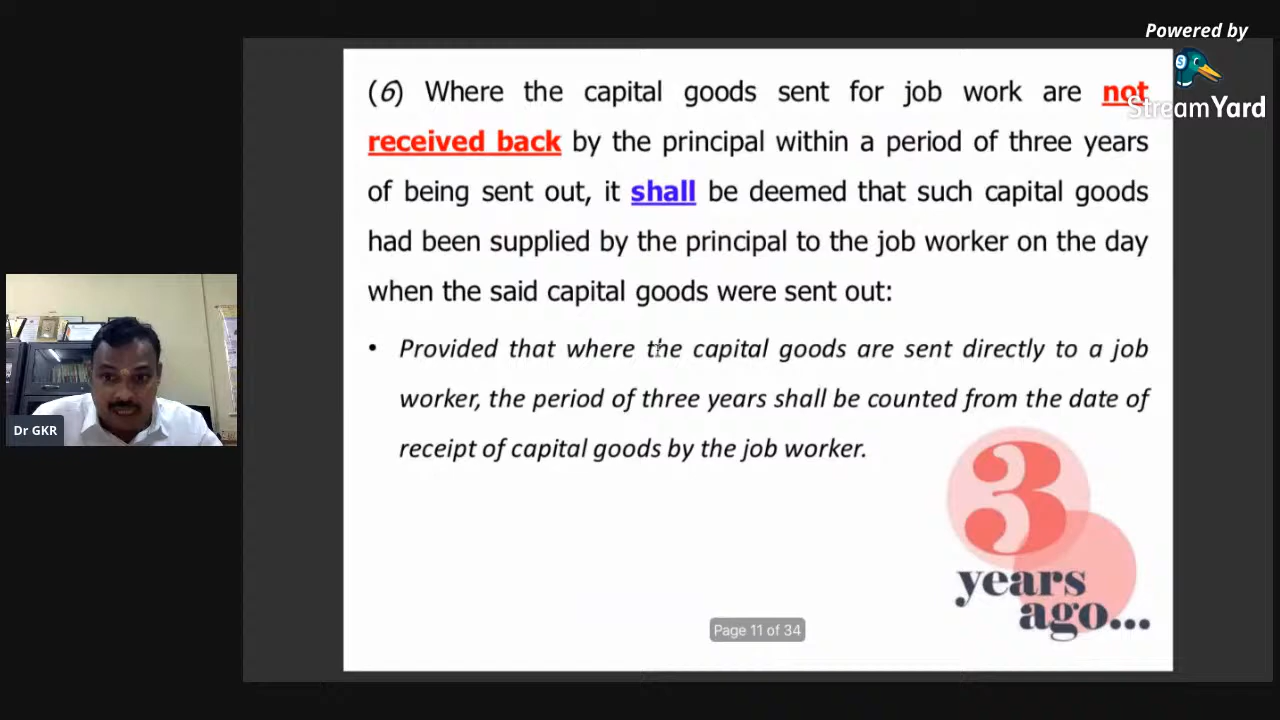 Powered by
StreamYard
(6) Where the capital goods sent for job work are not
received back by the principal within a period of three years
of being sent out, it shall be deemed that such capital goods
had been supplied by the principal to the job worker on the day
when the said capital goods were sent out:
• Provided that where the capital goods are sent directly to a job
worker, the period of three years shall be counted from the date of
receipt of capital goods by the job worker.
3
years
ago...
Page 11 of 34
Dr GKR